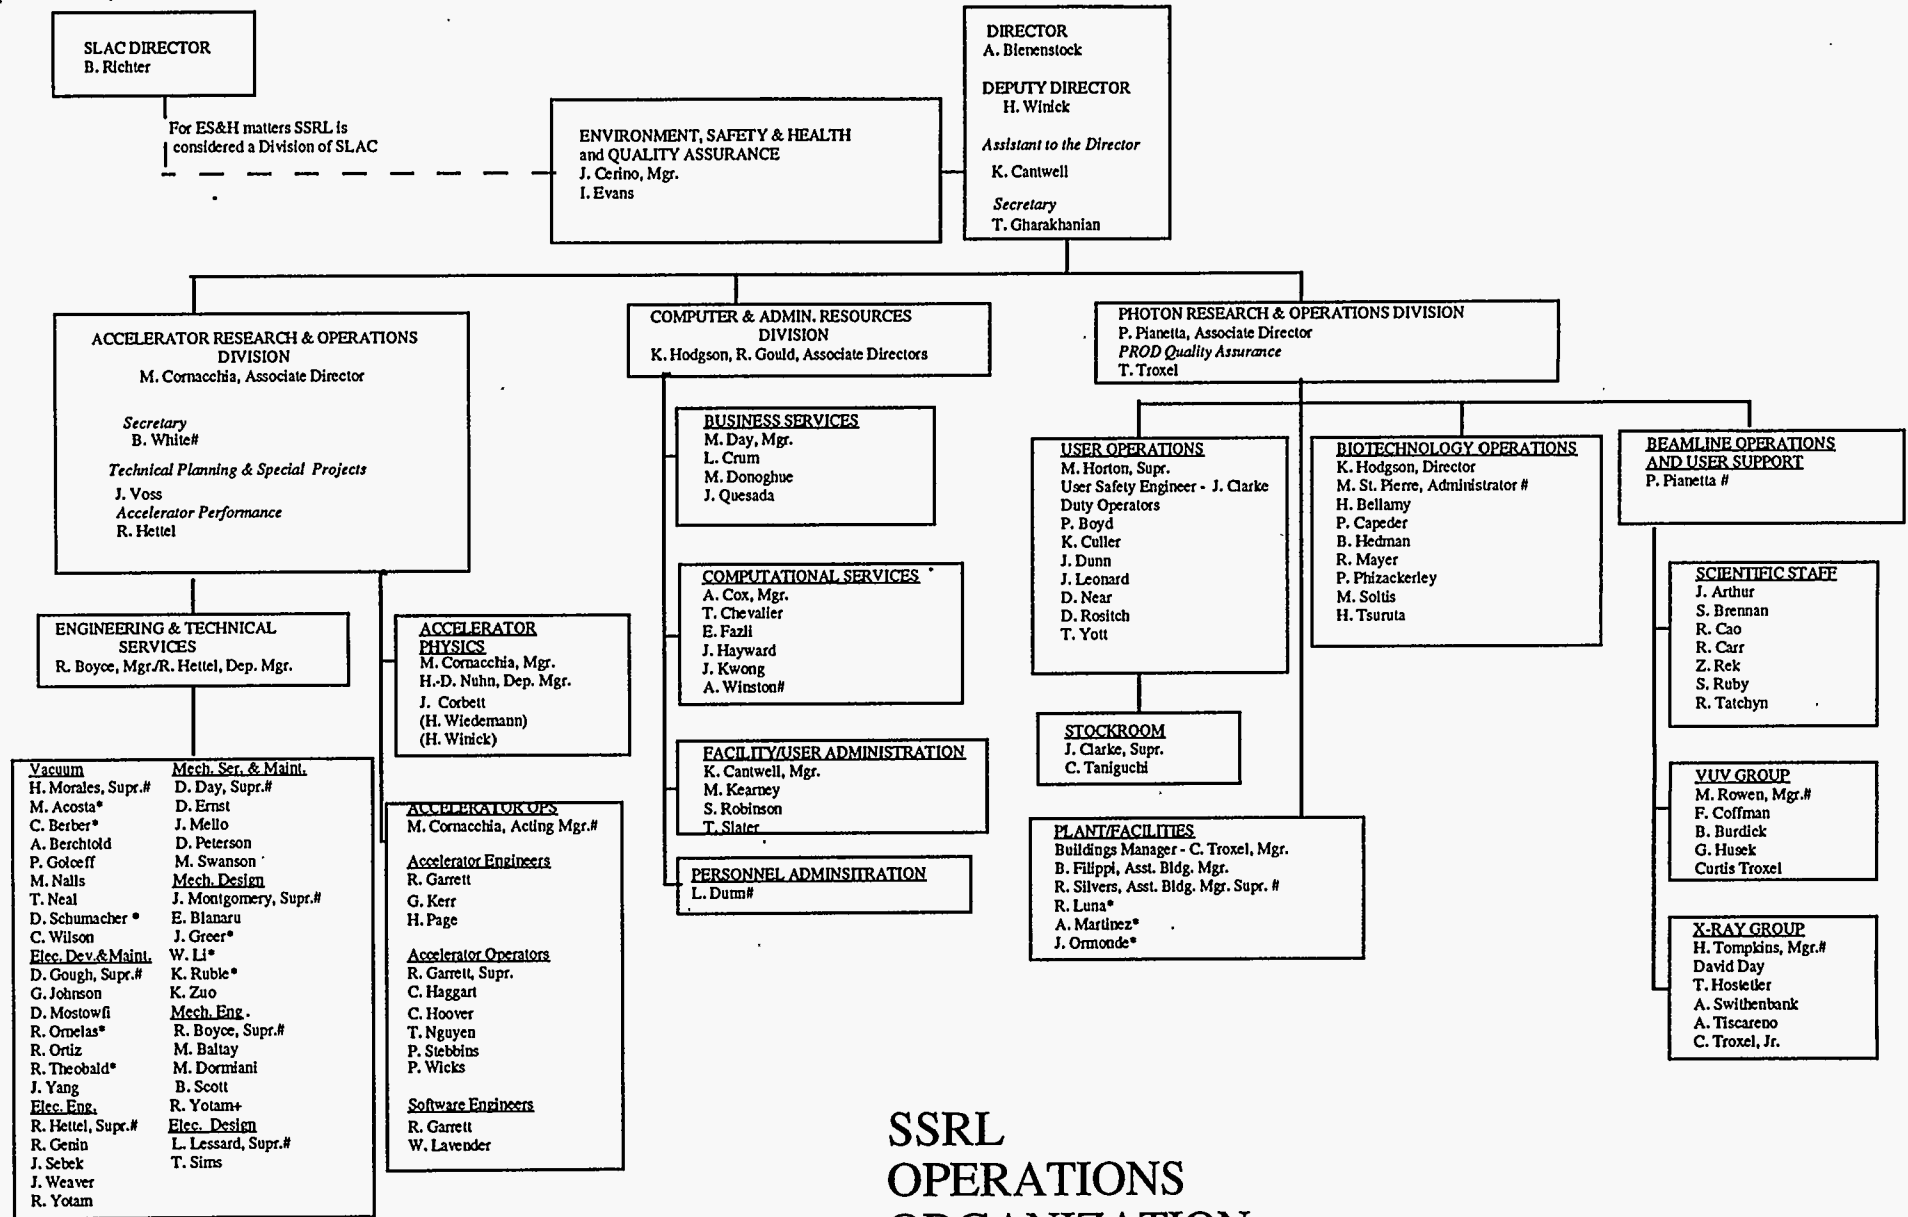 SLAC DIRECTOR
B. Richter
For ES&H matters SSRL is
considered a Division of SLAC
ENVIRONMENT, SAFETY & HEALTH
and QUALITY ASSURANCE
J. Cerino, Mgr.
I. Evans
DIRECTOR
A. Bienenstock
DEPUTY DIRECTOR
H. Winick
Assistant to the Director
K. Cantwell
Secretary
T. Gharakhanian
ACCELERATOR RESEARCH & OPERATIONS
DIVISION
M. Cornacchia, Associate Director
Secretary
B. White#
Technical Planning & Special Projects
J. Voss
Accelerator Performance
R. Hettel
ENGINEERING & TECHNICAL
SERVICES
R. Boyce, Mgr./R. Hettel, Dep. Mgr.
Vacuum
H. Morales, Supr.#
M. Acosta*
C. Berber*
A. Berchtold
P. Golceff
M. Nalls
T. Neal
D. Schumacher *
C. Wilson
Elec. Dev.&Maint.
D. Gough, Supr.#
G. Johnson
D. Mostowfi
R. Ornelas*
R. Ortiz
R. Theobald*
J. Yang
Elec. Eng.
R. Hettel, Supr.#
R. Genin
J. Sebek
J. Weaver
R. Yotam
Mech. Ser. & Maint.
D. Day, Supr.#
D. Ernst
J. Mello
D. Peterson
M. Swanson
Mech. Design
J. Montgomery, Supr.#
E. Blanaru
J. Greer*
W. Li*
K. Ruble*
K. Zuo
Mech. Eng.
R. Boyce, Supr.#
M. Baltay
M. Dormiani
B. Scott
R. Yotam+
Elec. Design
L. Lessard, Supr.#
T. Sims
ACCELERATOR
PHYSICS
M. Cornacchia, Mgr.
H.-D. Nuhn, Dep. Mgr.
J. Corbett
(H. Wiedemann)
(H. Winick)
ACCELERATOR OPS
M. Cornacchia, Acting Mgr.#
Accelerator Engineers
R. Garrett
G. Kerr
H. Page
Accelerator Operators
R. Garrett, Supr.
C. Haggart
C. Hoover
T. Nguyen
P. Stebbins
P. Wicks
Software Engineers
R. Garrett
W. Lavender
COMPUTER & ADMIN. RESOURCES
DIVISION
K. Hodgson, R. Gould, Associate Directors
BUSINESS SERVICES
M. Day, Mgr.
L. Crum
M. Donoghue
J. Quesada
COMPUTATIONAL SERVICES
A. Cox, Mgr.
T. Chevalier
E. Fazli
J. Hayward
J. Kwong
A. Winston#
FACILITY/USER ADMINISTRATION
K. Cantwell, Mgr.
M. Kearney
S. Robinson
T. Slater
PERSONNEL ADMINSITRATION
L. Dunn#
PHOTON RESEARCH & OPERATIONS DIVISION
P. Pianetta, Associate Director
PROD Quality Assurance
T. Troxel
USER OPERATIONS
M. Horton, Supr.
User Safety Engineer - J. Clarke
Duty Operators
P. Boyd
K. Culler
J. Dunn
J. Leonard
D. Near
D. Rositch
T. Yott
STOCKROOM
J. Clarke, Supr.
C. Taniguchi
PLANT/FACILITIES
Buildings Manager - C. Troxel, Mgr.
B. Filippi, Asst. Bldg. Mgr.
R. Silvers, Asst. Bldg. Mgr. Supr. #
R. Luna*
A. Martinez*
J. Ormonde*
BIOTECHNOLOGY OPERATIONS
K. Hodgson, Director
M. St. Pierre, Administrator #
H. Bellamy
P. Capeder
B. Hedman
R. Mayer
P. Phizackerley
M. Soltis
H. Tsuruta
BEAMLINE OPERATIONS
AND USER SUPPORT
P. Pianetta #
SCIENTIFIC STAFF
J. Arthur
S. Brennan
R. Cao
R. Carr
Z. Rek
S. Ruby
R. Tatchyn
VUV GROUP
M. Rowen, Mgr.#
F. Coffman
B. Burdick
G. Husek
Curtis Troxel
X-RAY GROUP
H. Tompkins, Mgr.#
David Day
T. Hostetler
A. Swithenbank
A. Tiscareno
C. Troxel, Jr.
SSRL
OPERATIONS
ORGANIZATION